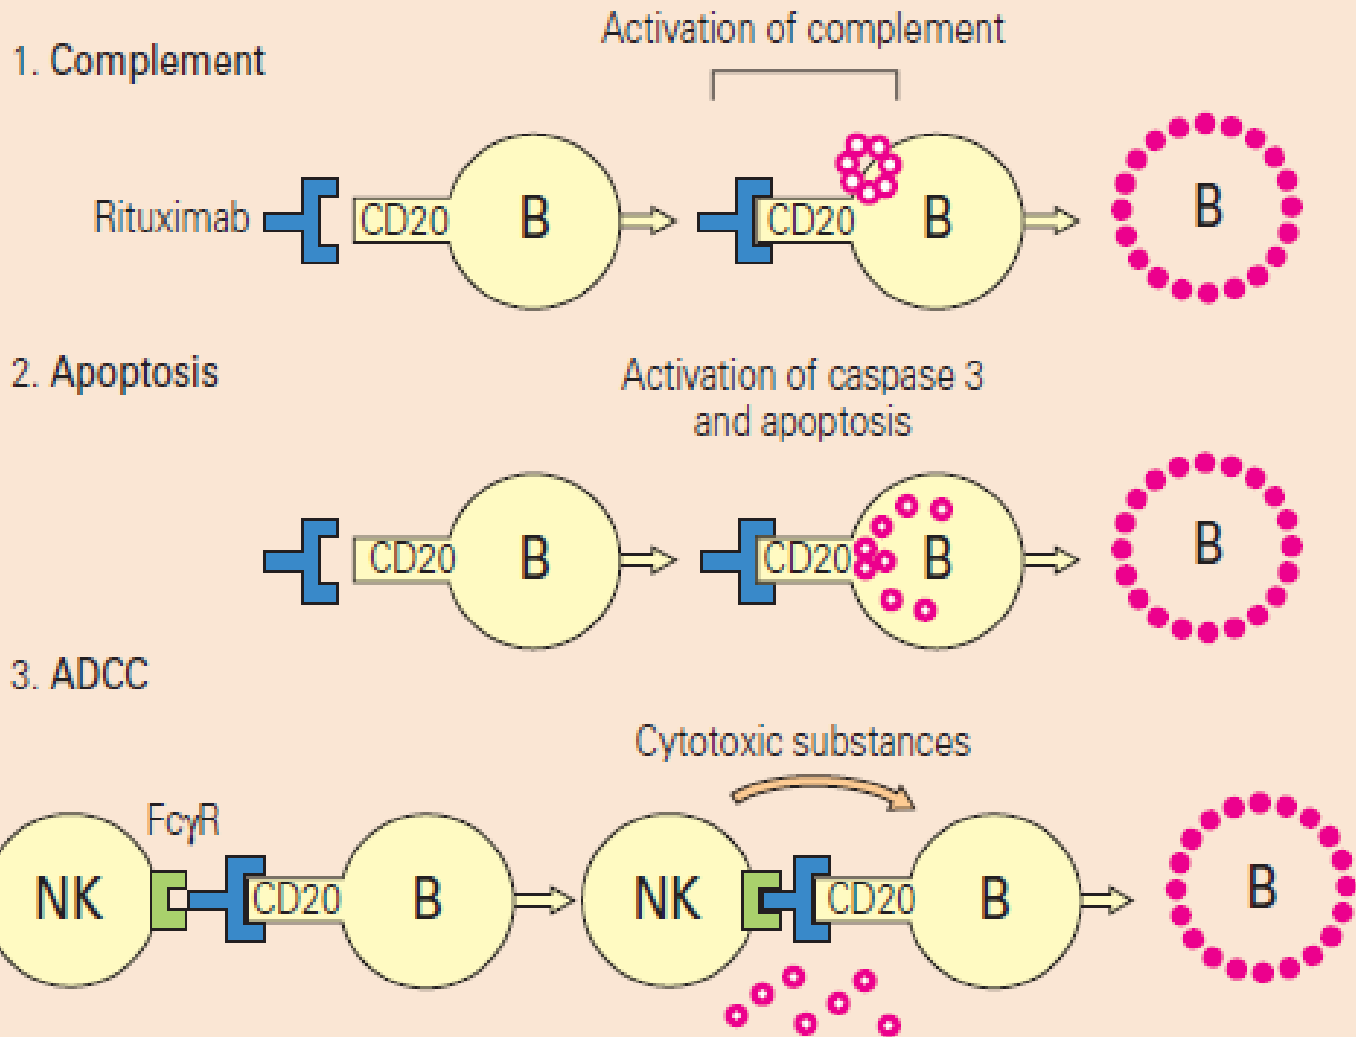 Activation of complement
1. Complement
Rituximab
CD20
B
CD20
B
B
2. Apoptosis
Activation of caspase 3
and apoptosis
CD20
B
CD20
B
B
3. ADCC
Cytotoxic substances
FcγR
NK
CD20
B
NK
CD20
B
B